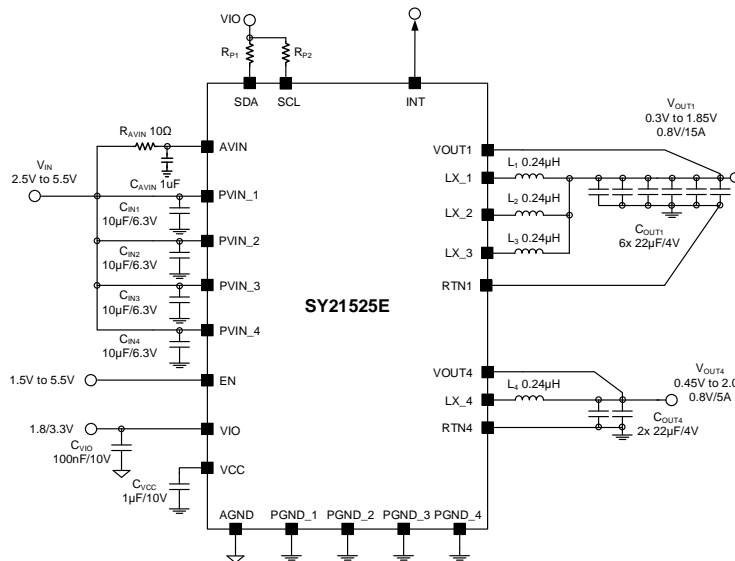 VIO
RP1
RP2
SDA
SCL
INT
RAVIN 10Ω
AVIN
CAVIN 1uF
VIN
2.5V to 5.5V
PVIN_1
CIN1
10µF/6.3V
PVIN_2
CIN2
10µF/6.3V
PVIN_3
CIN3
10µF/6.3V
PVIN_4
CIN4
10µF/6.3V
1.5V to 5.5V
EN
1.8/3.3V
VIO
CVIO
100nF/10V
VCC
CVCC
1µF/10V
SY21525E
VOUT1
LX_1
L1 0.24µH
LX_2
L2 0.24µH
LX_3
L3 0.24µH
RTN1
VOUT1
0.3V to 1.85V
0.8V/15A
COUT1
6x 22µF/4V
VOUT4
LX_4
L4 0.24µH
RTN4
VOUT4
0.45V to 2.0
0.8V/5A
COUT4
2x 22µF/4V
AGND
PGND_1
PGND_2
PGND_3
PGND_4